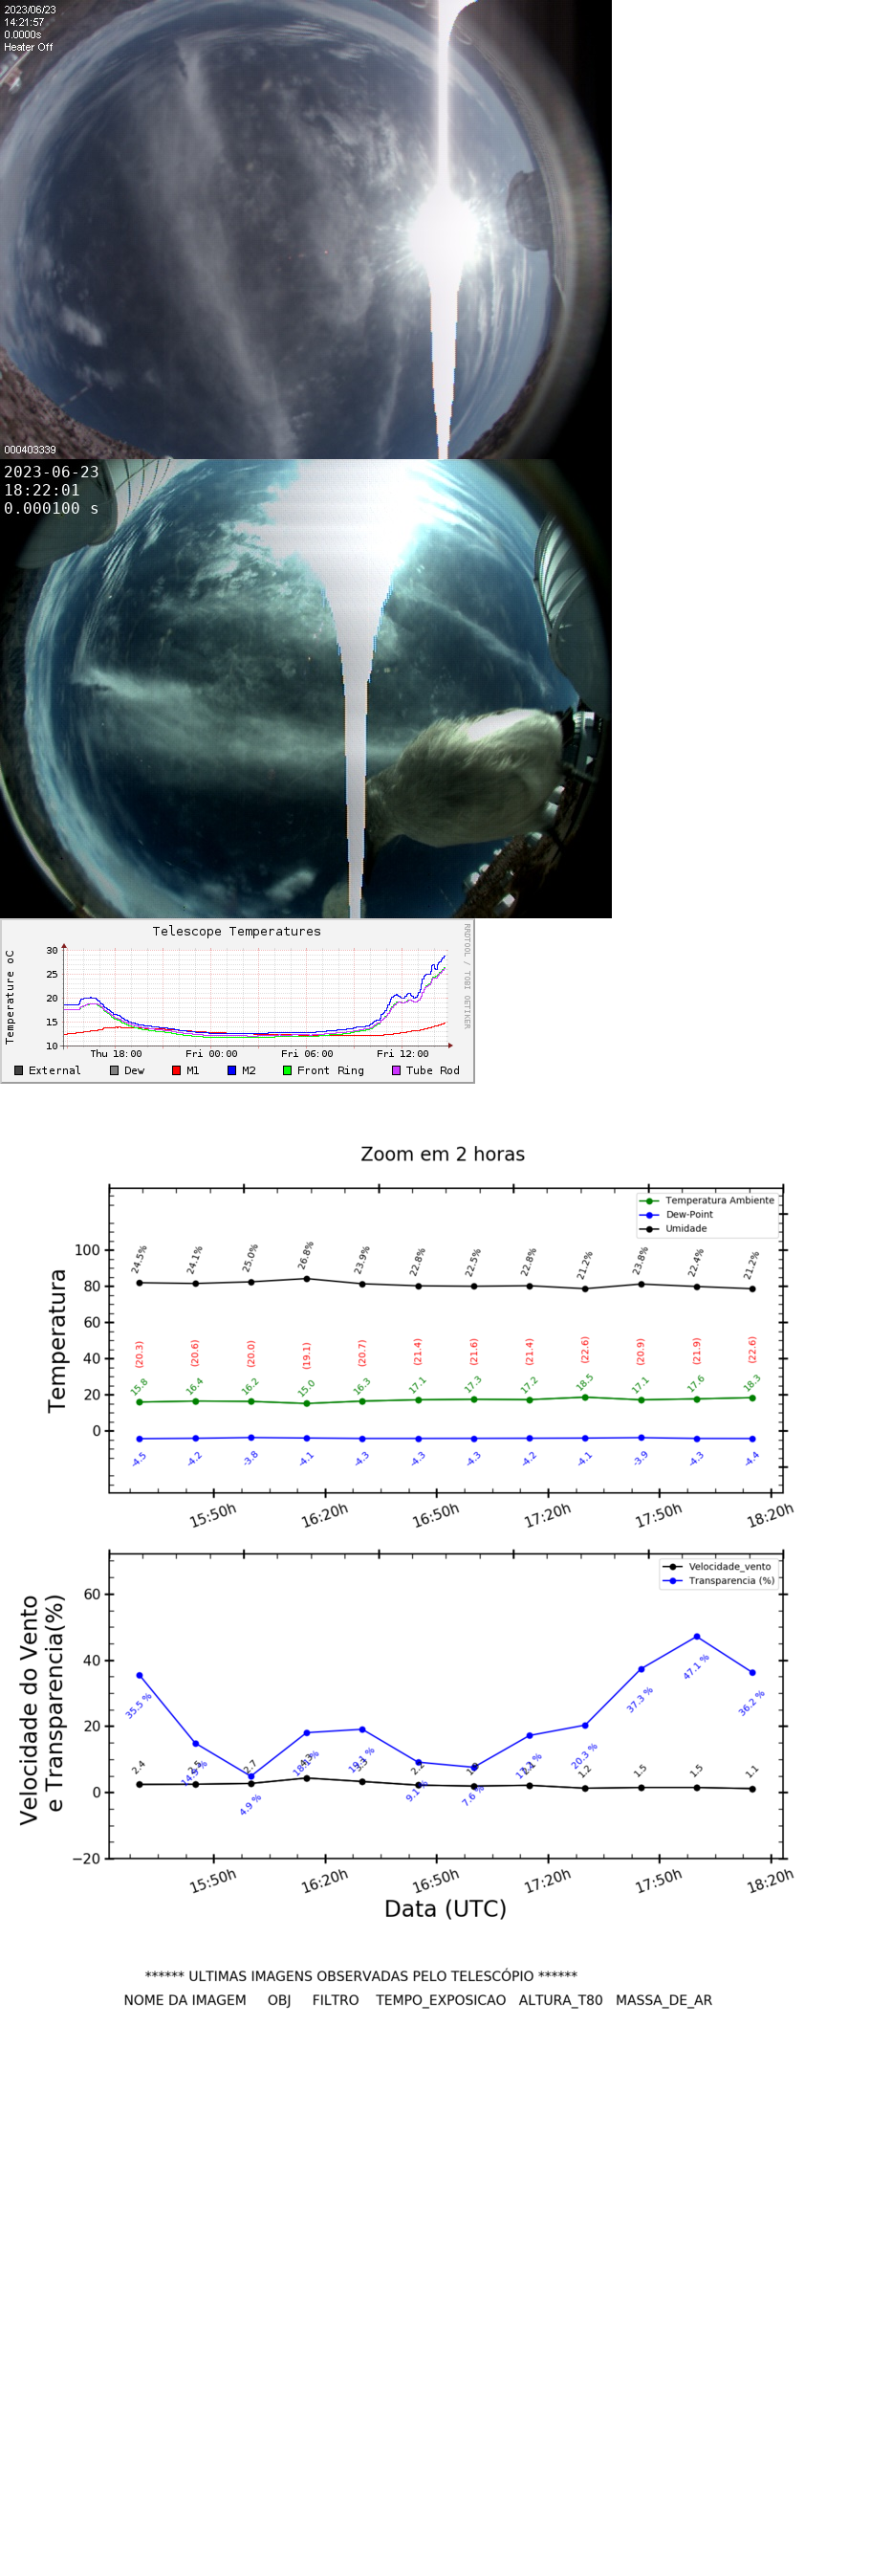 2023/06/23
14:21:57
0.0000s
Heater Off
000403339
2023-06-23
18:22:01
0.000100 s
Telescope Temperatures
RRDTOOL / TOBI OETIKER
Temperature oC
30
25
20
15
10
Thu 18:00 Fri 00:00 Fri 06:00 Fri 12:00
External Dew M1 M2 Front Ring Tube Rod
Zoom em 2 horas
Temperatura Ambiente
Dew-Point
Umidade
Temperatura
100
80
60
40
20
0
24.5% 24.1% 25.0% 26.8% 23.9% 22.8% 22.5% 22.8% 21.2% 23.8% 22.4% 21.2%
(20.3) (20.6) (20.0) (19.1) (20.7) (21.4) (21.6) (21.4) (22.6) (20.9) (21.9) (22.6)
15.8 16.4 16.2 15.0 16.3 17.1 17.3 17.2 18.5 17.1 17.6 18.3
-4.5 -4.2 -3.8 -4.1 -4.3 -4.3 -4.3 -4.2 -4.1 -3.9 -4.3 -4.4
15:50h 16:20h 16:50h 17:20h 17:50h 18:20h
Velocidade_vento
Transparencia (%)
Velocidade do Vento
e Transparencia(%)
60
40
20
0
−20
35.5 % 4.9 % 9.1 % 7.6 % 20.3 % 37.3 % 47.1 % 36.2 %
2.4 2.7 2.2 1.2 1.5 1.5 1.1
15:50h 16:20h 16:50h 17:20h 17:50h 18:20h
Data (UTC)
****** ULTIMAS IMAGENS OBSERVADAS PELO TELESCÓPIO ******
NOME DA IMAGEM OBJ FILTRO TEMPO_EXPOSICAO ALTURA_T80 MASSA_DE_AR